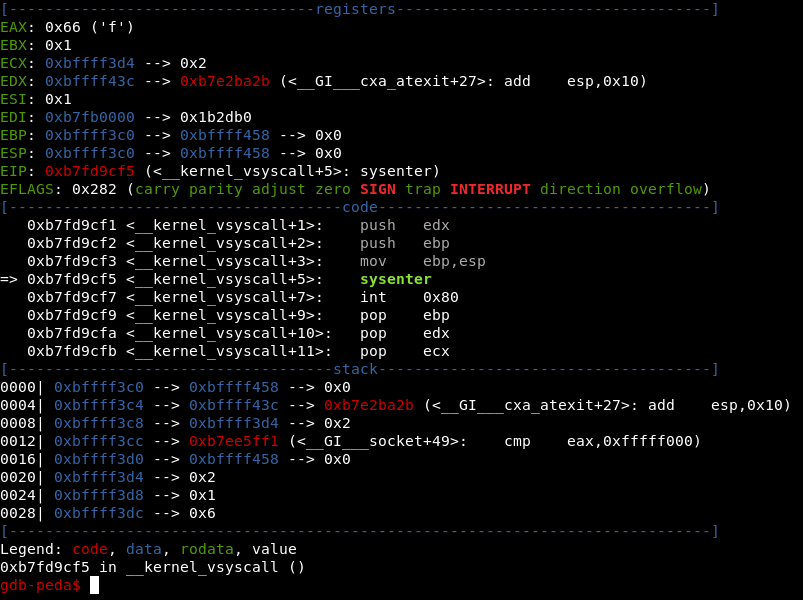 [----------------------------------registers-----------------------------------]
EAX: 0x66 ('f')
EBX: 0x1
ECX: 0xbffff3d4 --> 0x2
EDX: 0xbffff43c --> 0xb7e2ba2b (<__GI___cxa_atexit+27>: add    esp,0x10)
ESI: 0x1
EDI: 0xb7fb0000 --> 0x1b2db0
EBP: 0xbffff3c0 --> 0xbffff458 --> 0x0
ESP: 0xbffff3c0 --> 0xbffff458 --> 0x0
EIP: 0xb7fd9cf5 (<__kernel_vsyscall+5>: sysenter)
EFLAGS: 0x282 (carry parity adjust zero SIGN trap INTERRUPT direction overflow)
[-------------------------------------code-------------------------------------]
   0xb7fd9cf1 <__kernel_vsyscall+1>:    push   edx
   0xb7fd9cf2 <__kernel_vsyscall+2>:    push   ebp
   0xb7fd9cf3 <__kernel_vsyscall+3>:    mov    ebp,esp
=> 0xb7fd9cf5 <__kernel_vsyscall+5>:    sysenter
   0xb7fd9cf7 <__kernel_vsyscall+7>:    int    0x80
   0xb7fd9cf9 <__kernel_vsyscall+9>:    pop    ebp
   0xb7fd9cfa <__kernel_vsyscall+10>:   pop    edx
   0xb7fd9cfb <__kernel_vsyscall+11>:   pop    ecx
[------------------------------------stack-------------------------------------]
0000| 0xbffff3c0 --> 0xbffff458 --> 0x0
0004| 0xbffff3c4 --> 0xbffff43c --> 0xb7e2ba2b (<__GI___cxa_atexit+27>: add    esp,0x10)
0008| 0xbffff3c8 --> 0xbffff3d4 --> 0x2
0012| 0xbffff3cc --> 0xb7ee5ff1 (<__GI___socket+49>:    cmp    eax,0xfffff000)
0016| 0xbffff3d0 --> 0xbffff458 --> 0x0
0020| 0xbffff3d4 --> 0x2
0024| 0xbffff3d8 --> 0x1
0028| 0xbffff3dc --> 0x6
[------------------------------------------------------------------------------]
Legend: code, data, rodata, value
0xb7fd9cf5 in __kernel_vsyscall ()
gdb-peda$